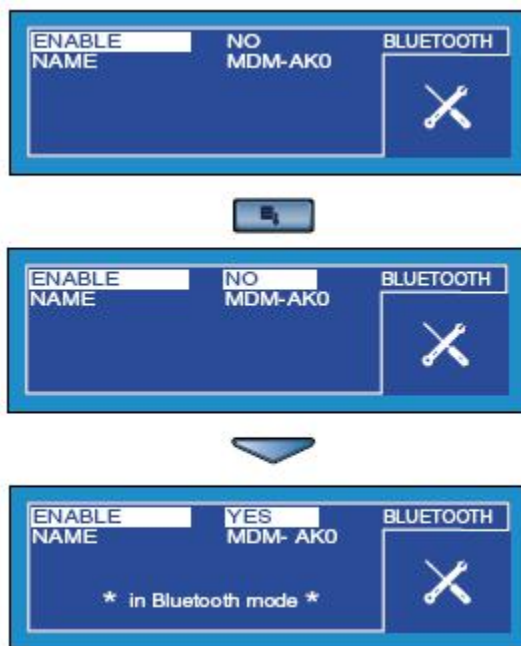 ENABLE NO BLUETOOTH
NAME MDM-AK0
ENABLE NO BLUETOOTH
NAME MDM-AK0
ENABLE YES BLUETOOTH
NAME MDM- AK0
* in Bluetooth mode *